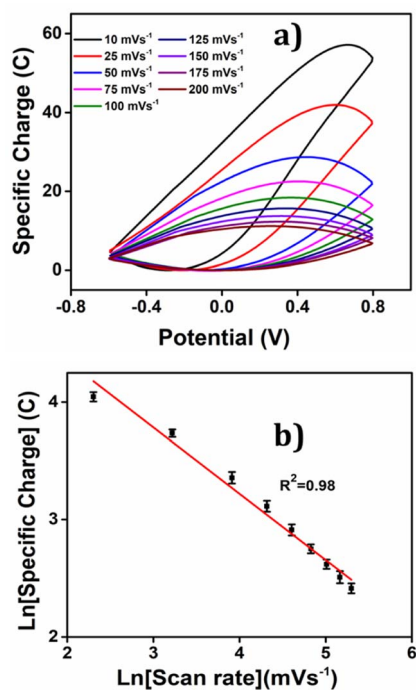 a)
10 mVs⁻¹ 125 mVs⁻¹
25 mVs⁻¹ 150 mVs⁻¹
50 mVs⁻¹ 175 mVs⁻¹
75 mVs⁻¹ 200 mVs⁻¹
100 mVs⁻¹
Specific Charge (C)
60
40
20
0
-0.8 -0.4 0.0 0.4 0.8
Potential (V)
b)
R²=0.98
Ln[Specific Charge] (C)
4
3
2
2 3 4 5 6
Ln[Scan rate](mVs⁻¹)